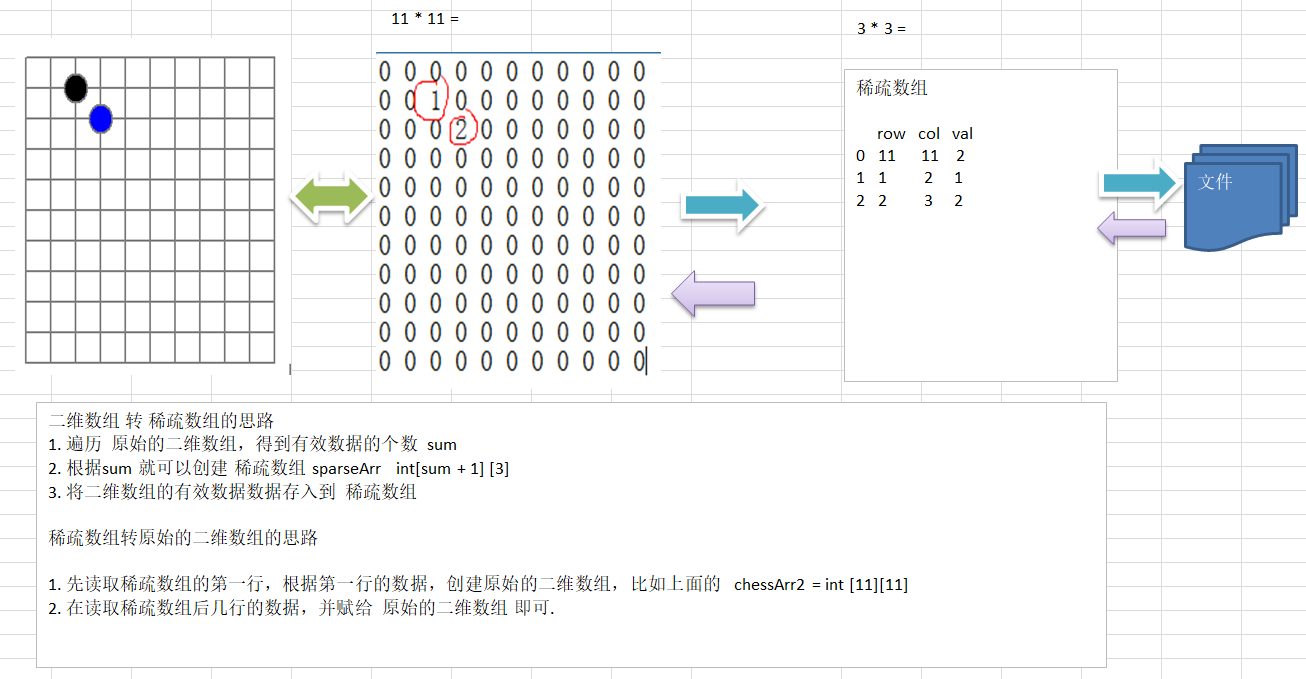 11 * 11 =
3 * 3 =
0 0 0 0 0 0 0 0 0 0 0
0 0 1 0 0 0 0 0 0 0 0
0 0 0 2 0 0 0 0 0 0 0
0 0 0 0 0 0 0 0 0 0 0
0 0 0 0 0 0 0 0 0 0 0
0 0 0 0 0 0 0 0 0 0 0
0 0 0 0 0 0 0 0 0 0 0
0 0 0 0 0 0 0 0 0 0 0
0 0 0 0 0 0 0 0 0 0 0
0 0 0 0 0 0 0 0 0 0 0
0 0 0 0 0 0 0 0 0 0 0
稀疏数组
row col val
0 11 11 2
1 1 2 1
2 2 3 2
文件
二维数组 转 稀疏数组的思路
1. 遍历 原始的二维数组，得到有效数据的个数 sum
2. 根据sum 就可以创建 稀疏数组 sparseArr int[sum + 1] [3]
3. 将二维数组的有效数据数据存入到 稀疏数组
稀疏数组转原始的二维数组的思路
1. 先读取稀疏数组的第一行，根据第一行的数据，创建原始的二维数组，比如上面的 chessArr2 = int [11][11]
2. 在读取稀疏数组后几行的数据，并赋给 原始的二维数组 即可.